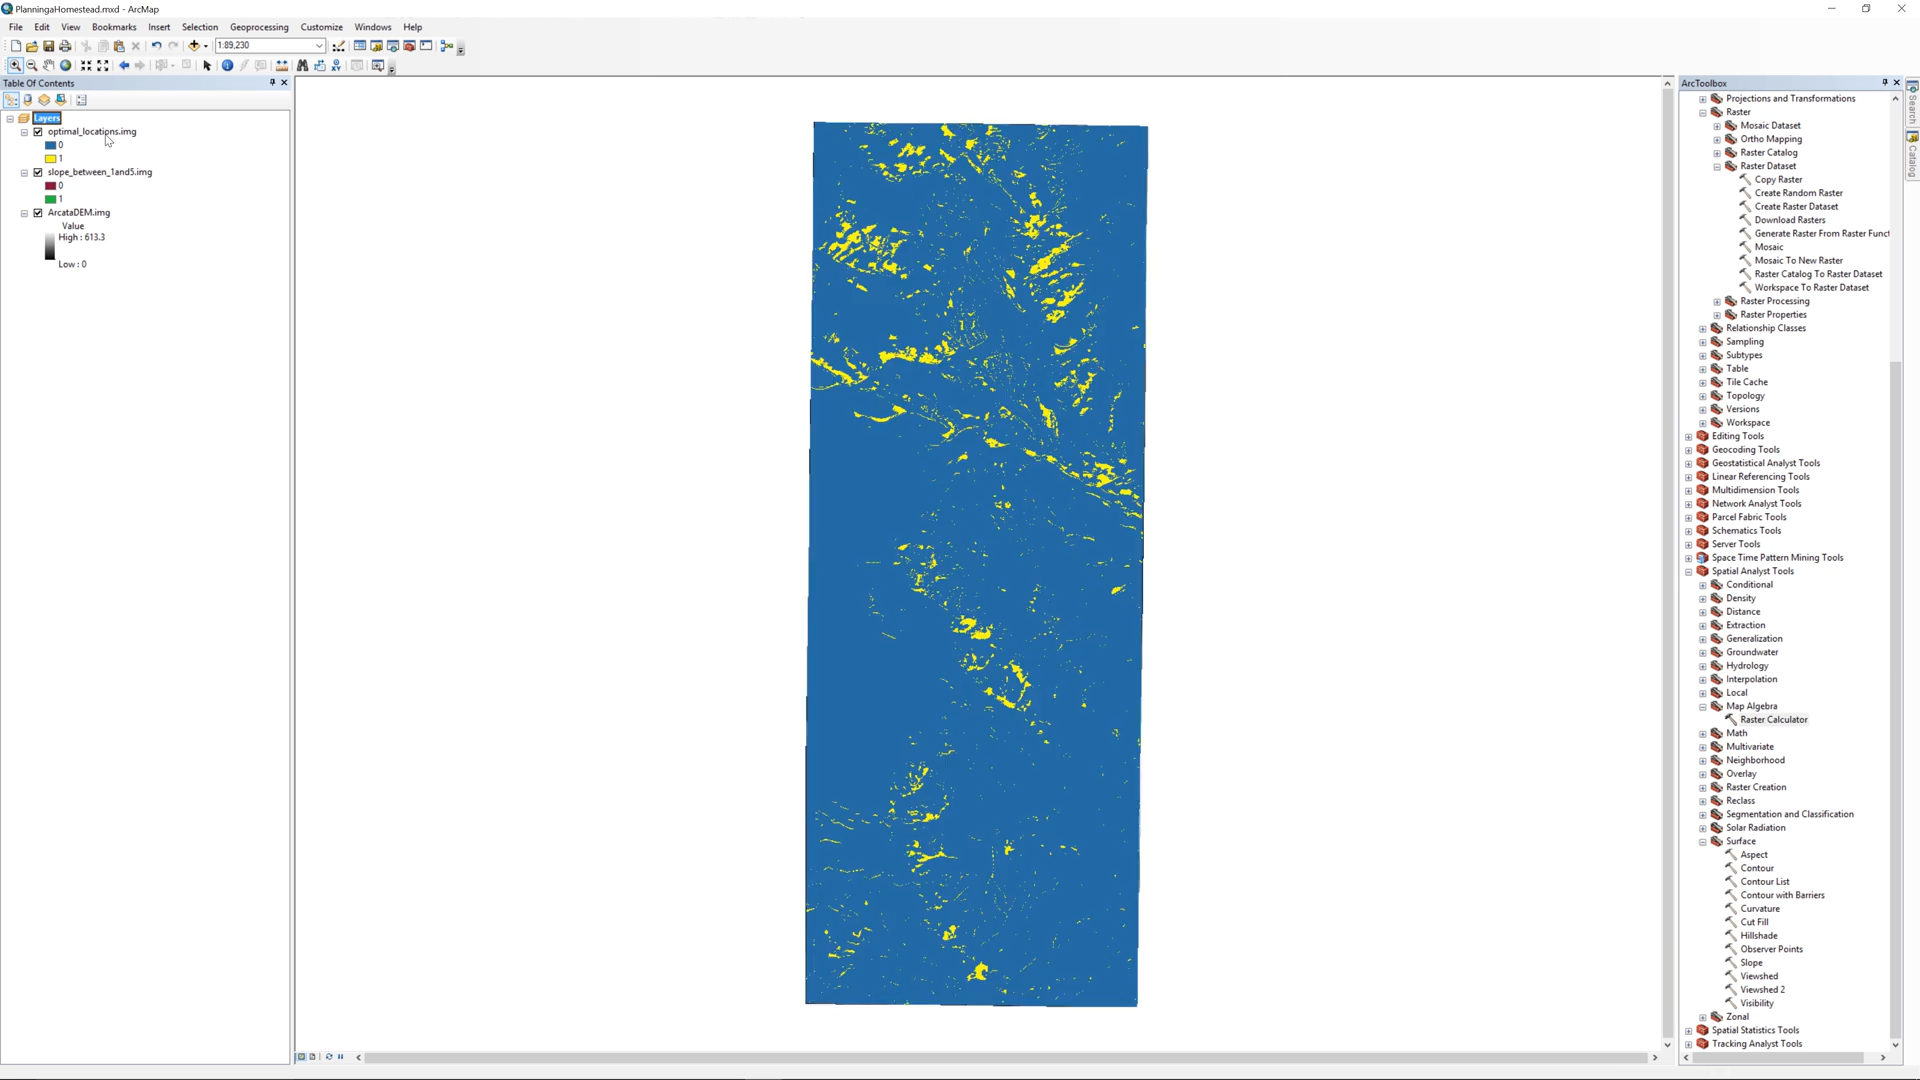 PlanningaHomestead.mxd - ArcMap
File Edit View Bookmarks Insert Selection Geoprocessing Customize Windows Help
1:89,230
Table Of Contents
Layers
optimal_locations.img
0
1
slope_between_1and5.img
0
1
ArcataDEM.img
Value
High : 613.3
Low : 0
ArcToolbox
Projections and Transformations
Raster
Mosaic Dataset
Ortho Mapping
Raster Catalog
Raster Dataset
Copy Raster
Create Random Raster
Create Raster Dataset
Download Rasters
Generate Raster From Raster Funct
Mosaic
Mosaic To New Raster
Raster Catalog To Raster Dataset
Workspace To Raster Dataset
Raster Processing
Raster Properties
Relationship Classes
Sampling
Subtypes
Table
Tile Cache
Topology
Versions
Workspace
Editing Tools
Geocoding Tools
Geostatistical Analyst Tools
Linear Referencing Tools
Multidimension Tools
Network Analyst Tools
Parcel Fabric Tools
Schematics Tools
Server Tools
Space Time Pattern Mining Tools
Spatial Analyst Tools
Conditional
Density
Distance
Extraction
Generalization
Groundwater
Hydrology
Interpolation
Local
Map Algebra
Raster Calculator
Math
Multivariate
Neighborhood
Overlay
Raster Creation
Reclass
Segmentation and Classification
Solar Radiation
Surface
Aspect
Contour
Contour List
Contour with Barriers
Curvature
Cut Fill
Hillshade
Observer Points
Slope
Viewshed
Viewshed 2
Visibility
Zonal
Spatial Statistics Tools
Tracking Analyst Tools
Search
Catalog